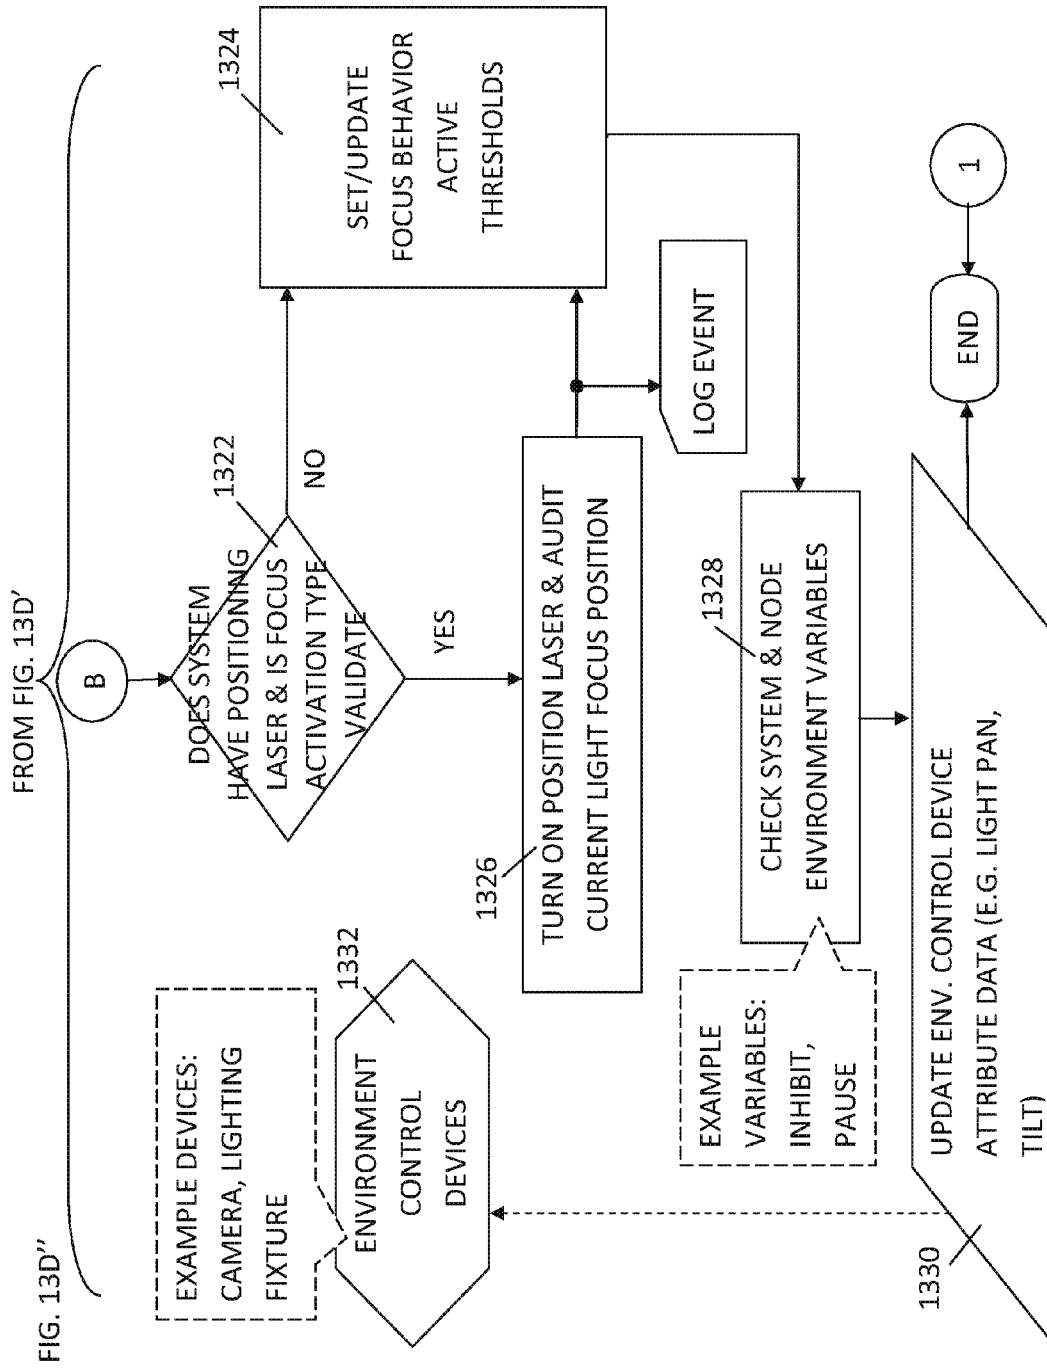 FIG. 13D''
FROM FIG. 13D'
B
DOES SYSTEM
HAVE POSITIONING
LASER & IS FOCUS
ACTIVATION TYPE
VALIDATE
1322
NO
YES
1324
SET/UPDATE
FOCUS BEHAVIOR
ACTIVE
THRESHOLDS
EXAMPLE DEVICES:
CAMERA, LIGHTING
FIXTURE
1332
ENVIRONMENT
CONTROL
DEVICES
1326
TURN ON POSITION LASER & AUDIT
CURRENT LIGHT FOCUS POSITION
LOG EVENT
EXAMPLE
VARIABLES:
INHIBIT,
PAUSE
1328
CHECK SYSTEM & NODE
ENVIRONMENT VARIABLES
1330
UPDATE ENV. CONTROL DEVICE
ATTRIBUTE DATA (E.G. LIGHT PAN,
TILT)
END
1